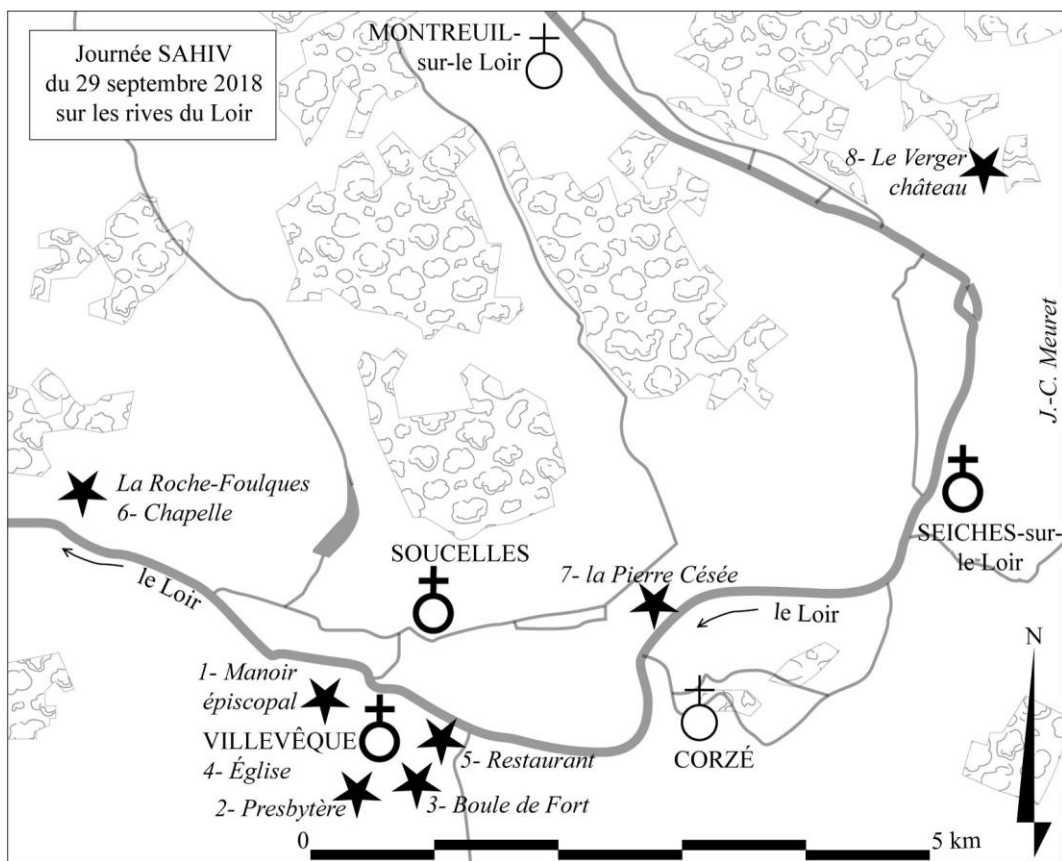 Journée SAHIV
du 29 septembre 2018
sur les rives du Loir
MONTREUIL-
sur-le Loir
8- Le Verger
château
J.-C. Meuret
La Roche-Foulques
6- Chapelle
SEICHES-sur-
le Loir
SOUCELLES
7- la Pierre Césée
le Loir
le Loir
N
1- Manoir
épiscopal
VILLEVÊQUE
4- Église
2- Presbytère
5- Restaurant
3- Boule de Fort
CORZÉ
0
5 km